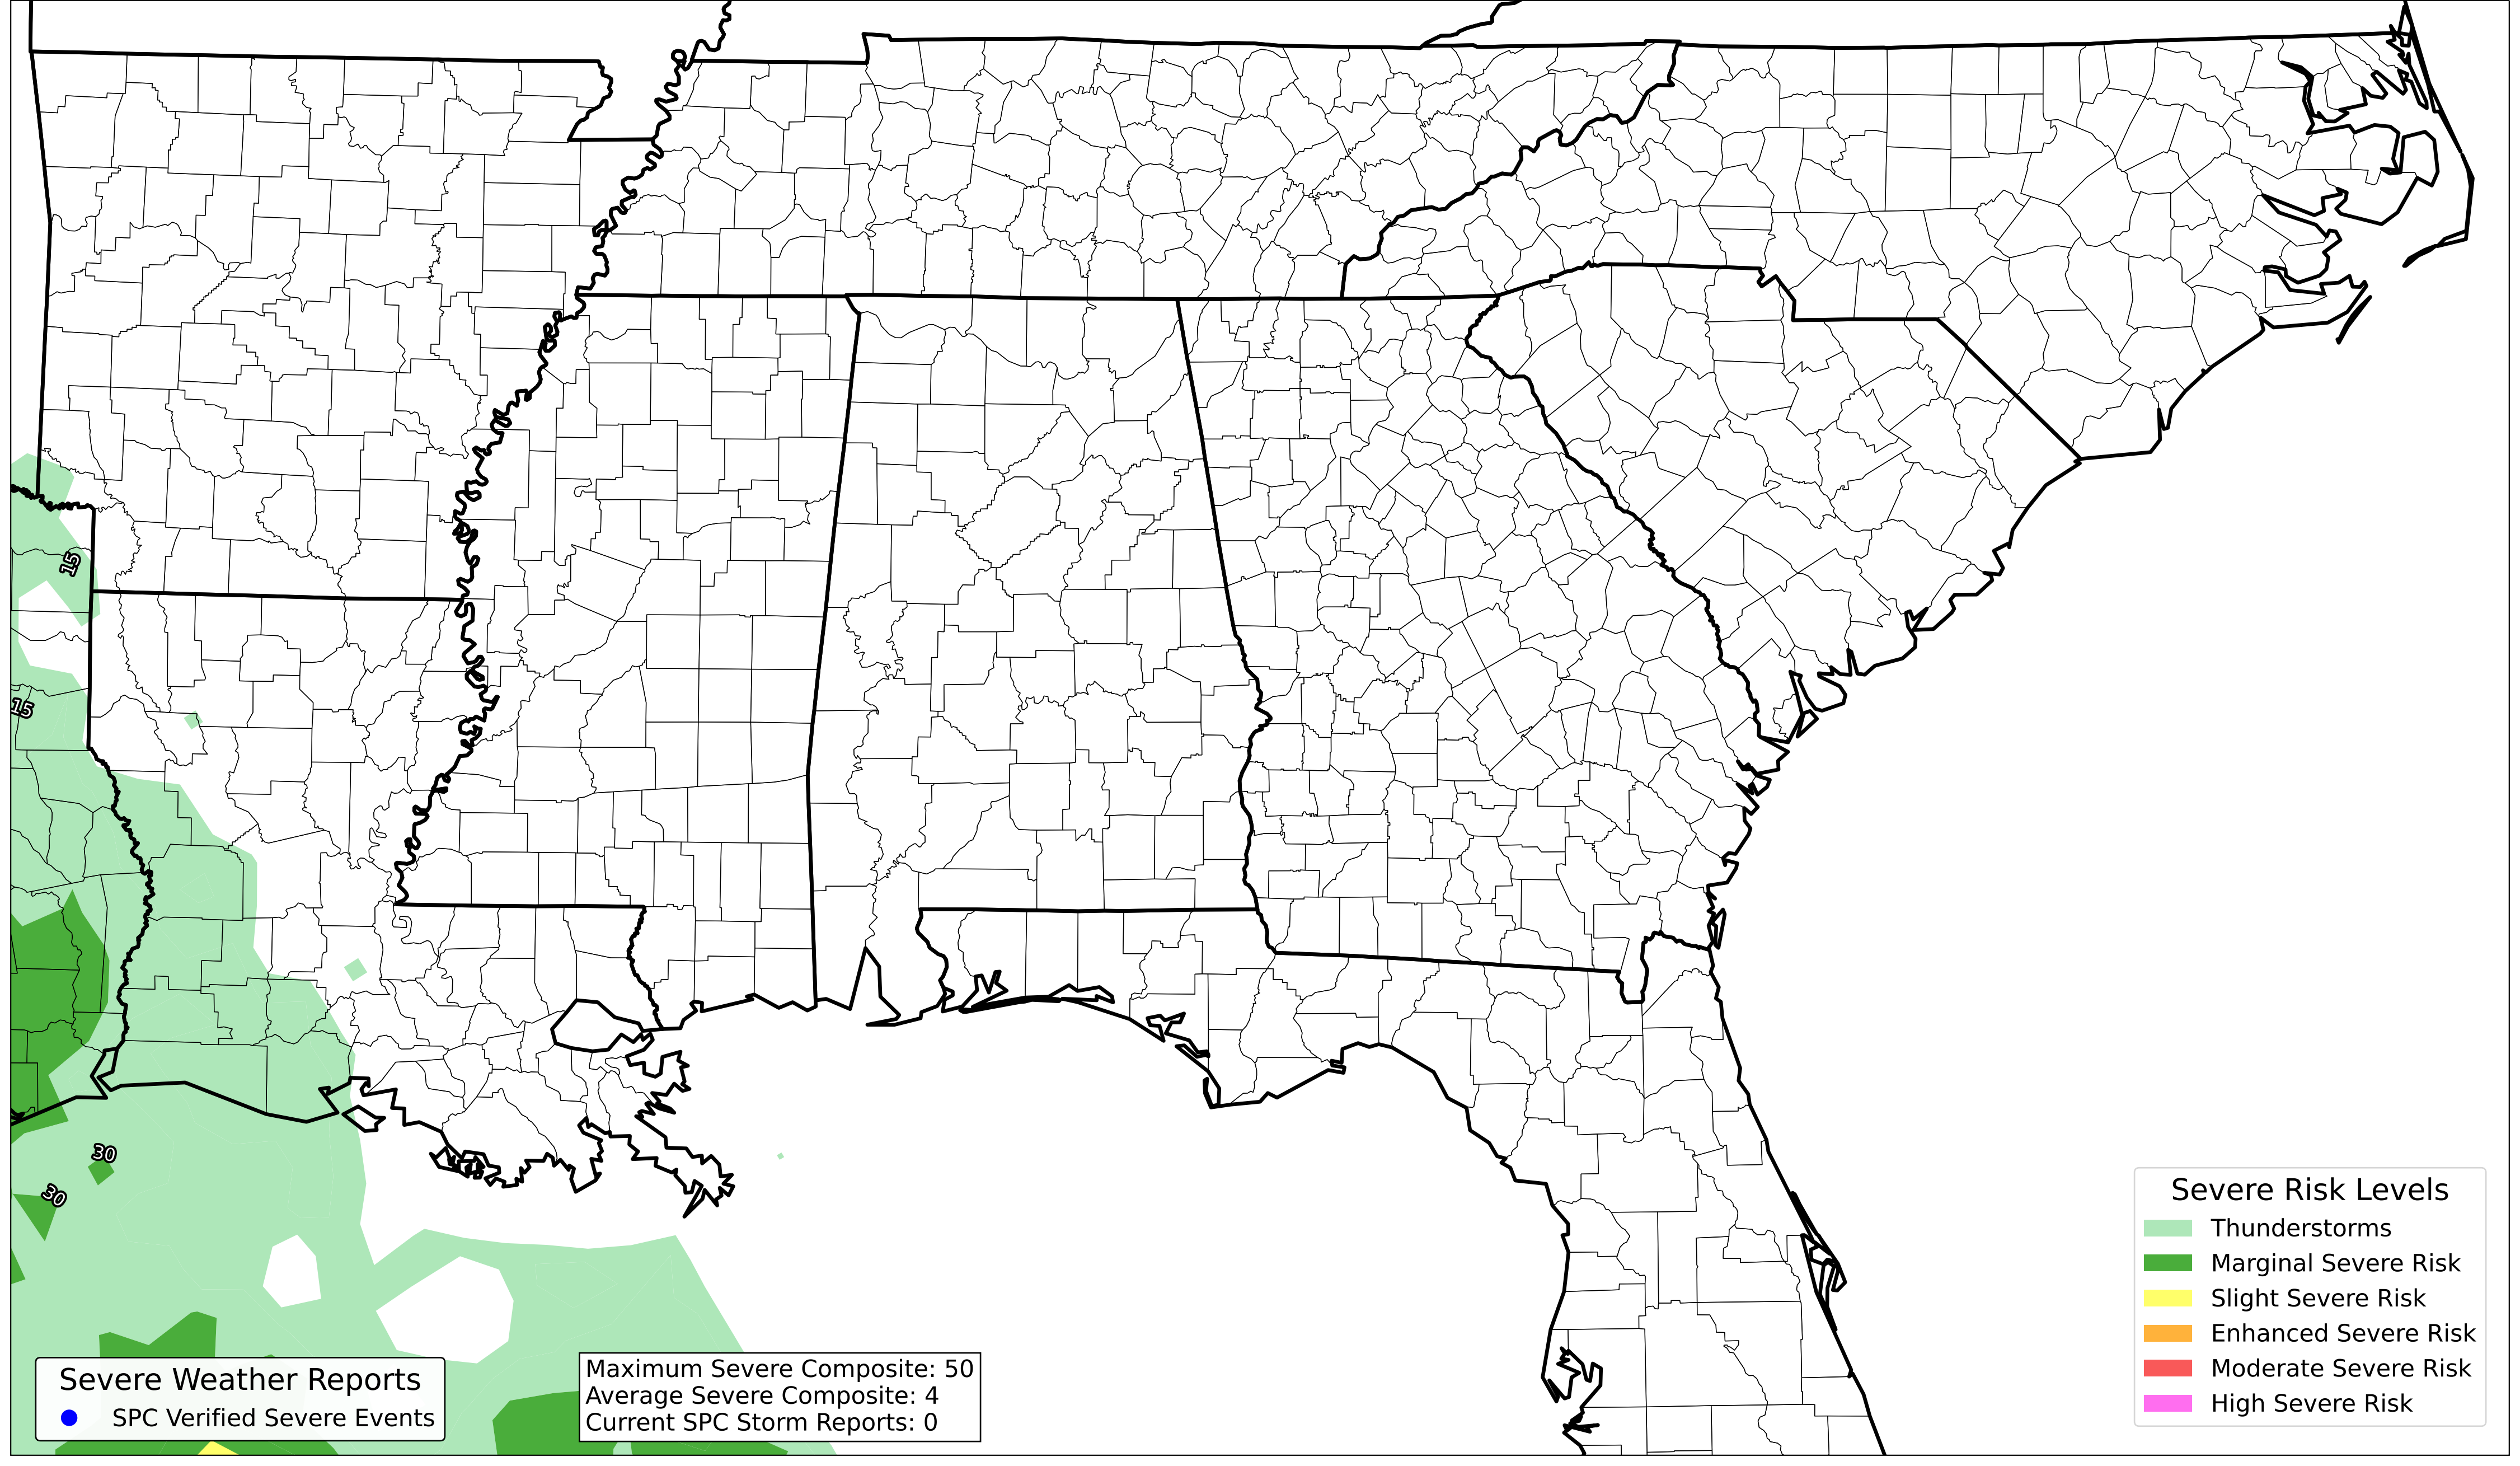 15
15
30
30
Severe Weather Reports
SPC Verified Severe Events
Maximum Severe Composite: 50
Average Severe Composite: 4
Current SPC Storm Reports: 0
Severe Risk Levels
Thunderstorms
Marginal Severe Risk
Slight Severe Risk
Enhanced Severe Risk
Moderate Severe Risk
High Severe Risk